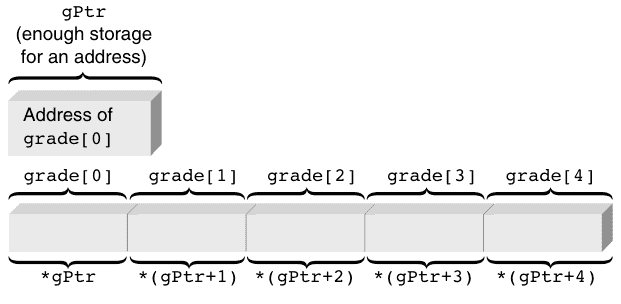 gPtr
(enough storage
for an address)
Address of
grade[0]
grade[0] grade[1] grade[2] grade[3] grade[4]
*gPtr *(gPtr+1) *(gPtr+2) *(gPtr+3) *(gPtr+4)